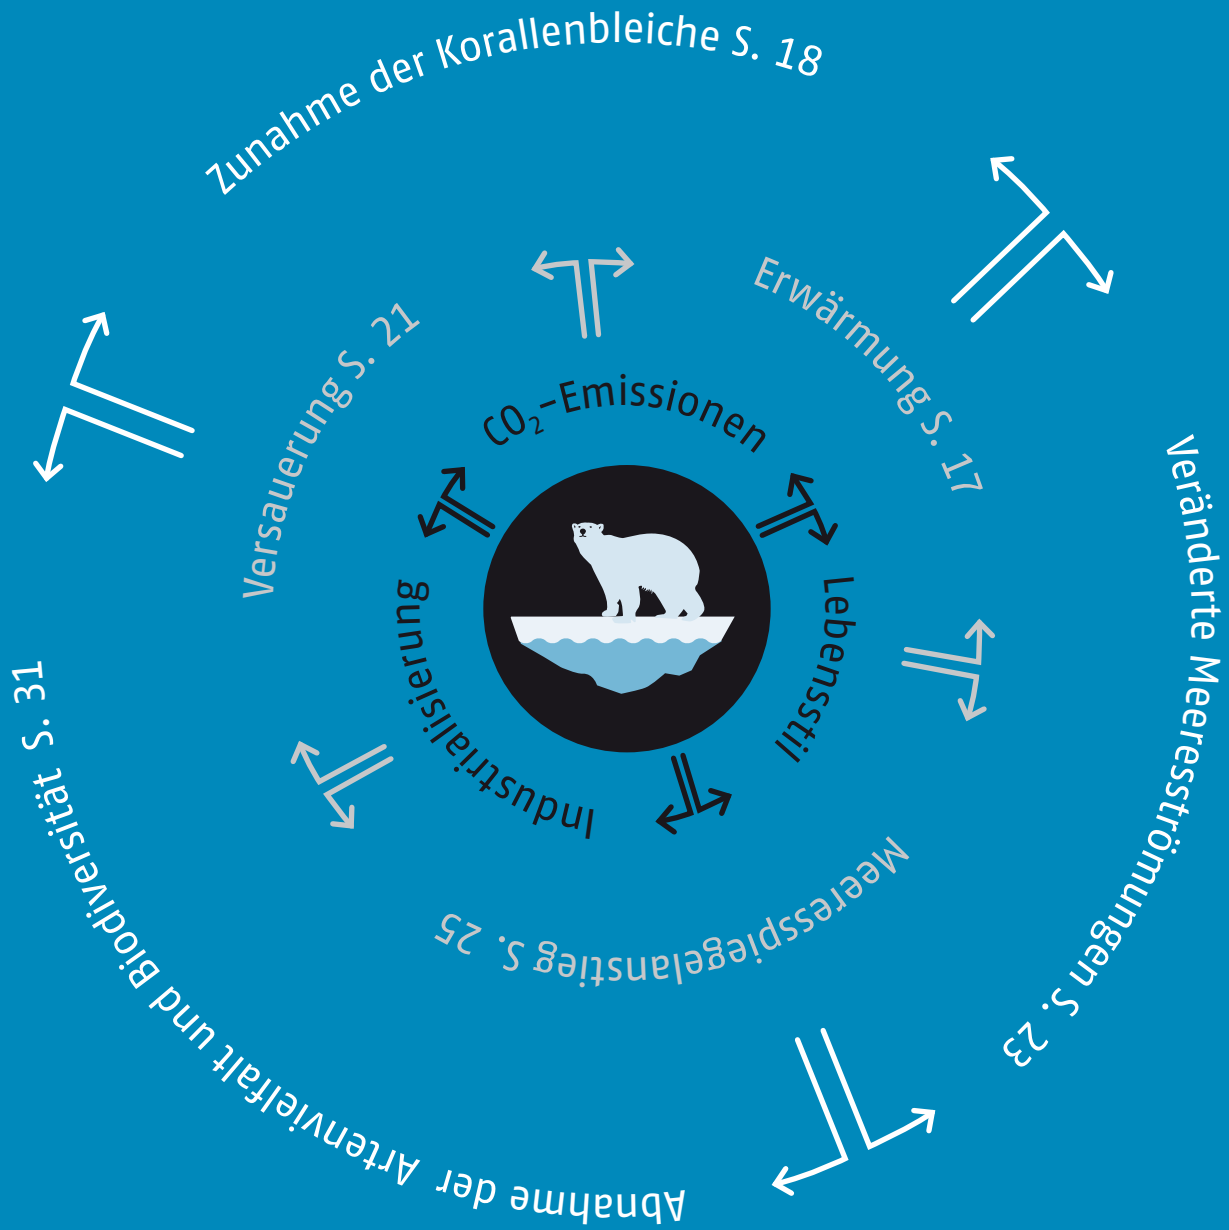 Zunahme der Korallenbleiche S. 18
Veränderte Meeresströmungen S. 23
Abnahme der Artenvielfalt und Biodiversität S. 31
Versauerung S. 21
Erwärmung S. 17
Meeresspiegelanstieg S. 25
CO₂-Emissionen
Lebensstil
Industrialisierung